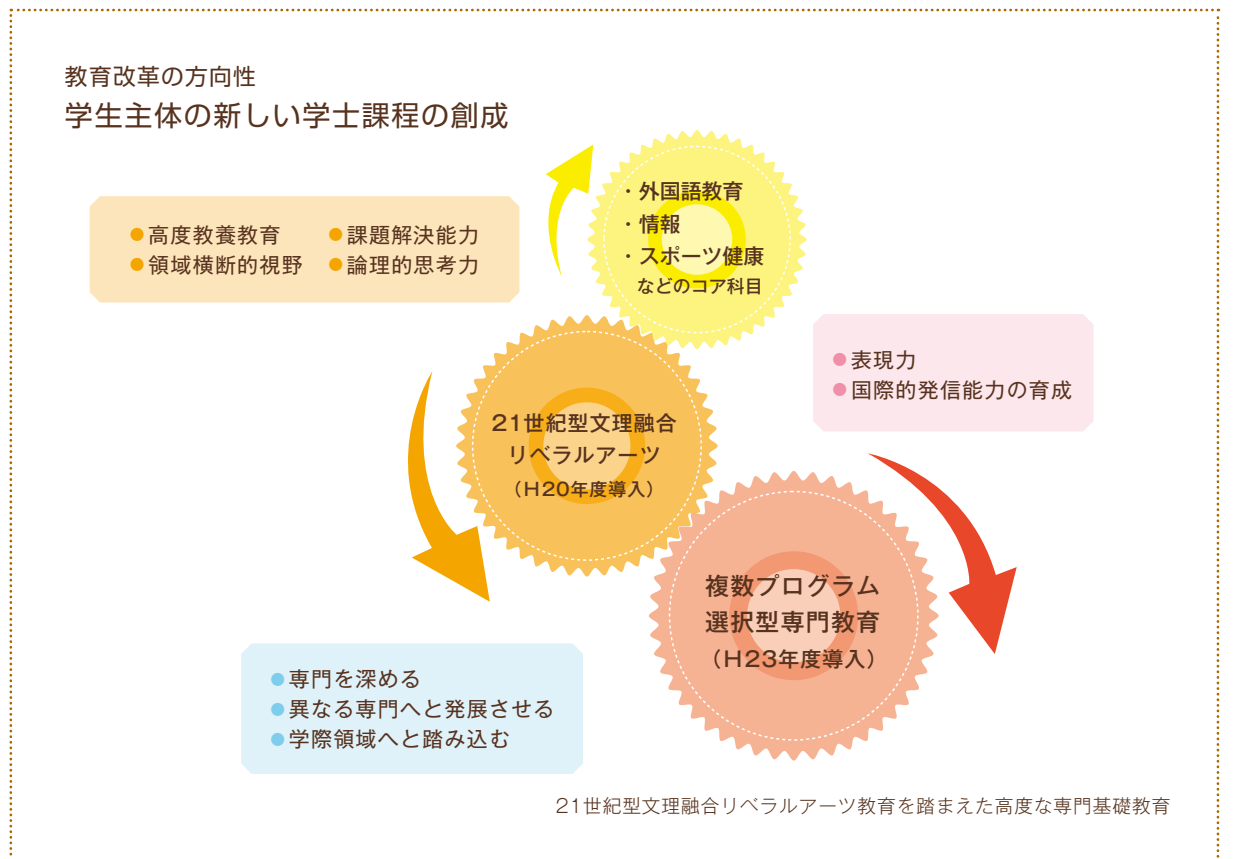 教育改革の方向性
学生主体の新しい学士課程の創成
・外国語教育
・情報
・スポーツ健康
などのコア科目
●高度教養教育 ●課題解決能力
●領域横断的視野 ●論理的思考力
●表現力
●国際的発信能力の育成
21世紀型文理融合
リベラルアーツ
（H20年度導入）
複数プログラム
選択型専門教育
（H23年度導入）
●専門を深める
●異なる専門へと発展させる
●学際領域へと踏み込む
21世紀型文理融合リベラルアーツ教育を踏まえた高度な専門基礎教育